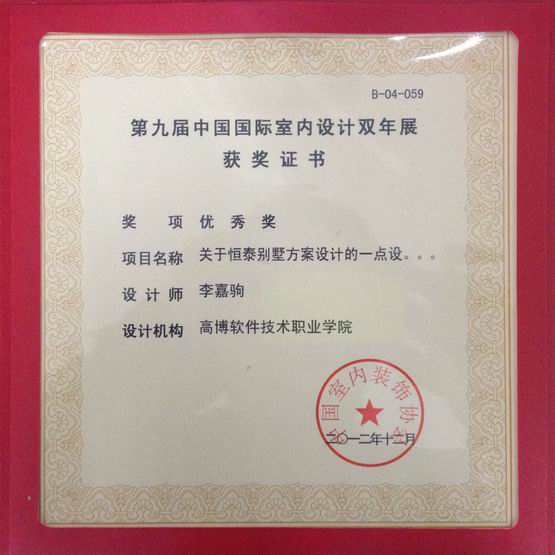 B-04-059
第九届中国国际室内设计双年展
获奖证书
奖 项 优秀奖
项目名称 关于恒泰别墅方案设计的一点设。。。
设计师 李嘉驹
设计机构 高博软件技术职业学院
中国室内装饰协会
二〇一二年十二月